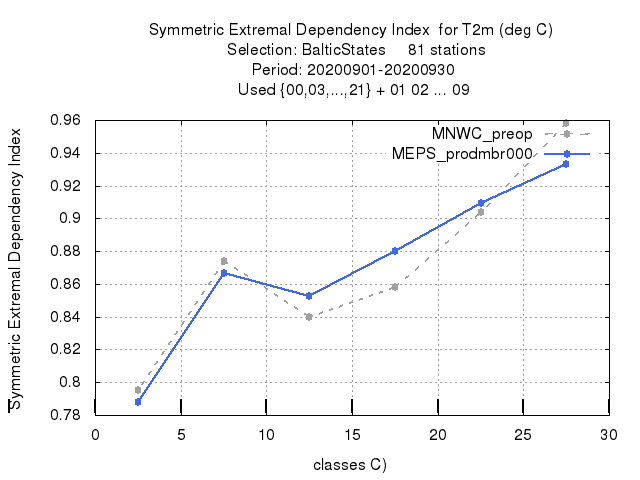 Symmetric Extremal Dependency Index  for T2m (deg C)
Selection: BalticStates     81 stations
Period: 20200901-20200930
Used {00,03,...,21} + 01 02 ... 09
MNWC_preop
MEPS_prodmbr000
Symmetric Extremal Dependency Index
0.96
0.94
0.92
0.9
0.88
0.86
0.84
0.82
0.8
0.78
0 5 10 15 20 25 30
classes C)